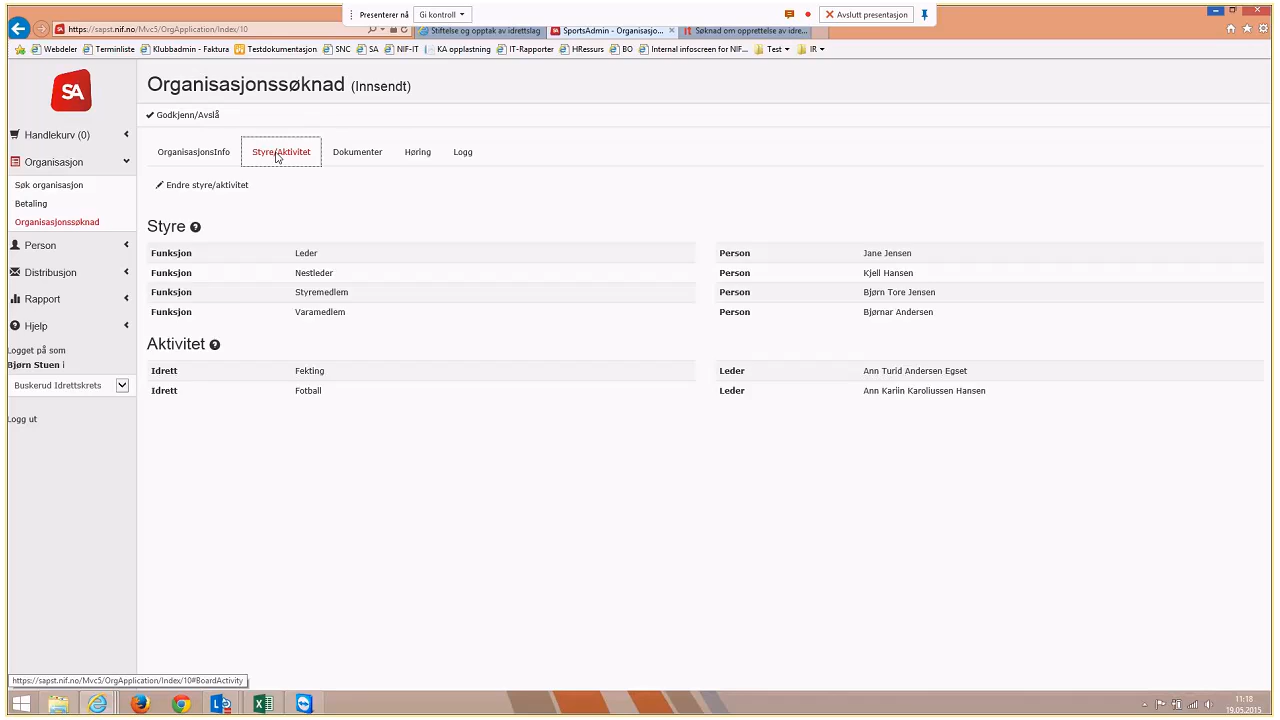 Presenterer nå
Gi kontroll
Avslutt presentasjon
https://sapst.nif.no/Mvc5/OrgApplication/Index/10
Stiftelse og opptak av idrettslag
SportsAdmin - Organisasjo...
Søknad om opprettelse av idre...
Webdeler
Terminliste
Klubbadmin - Faktura
Testdokumentasjon
SNC
SA
NIF-IT
KA opplastning
IT-Rapporter
HRessurs
BO
Internal infoscreen for NIF...
Test
IR
SA
Organisasjonssøknad (Innsendt)
Godkjenn/Avslå
Handlekurv (0)
Organisasjon
Søk organisasjon
Betaling
Organisasjonssøknad
Person
Distribusjon
Rapport
Hjelp
Logget på som
Bjørn Stuen i
Buskerud Idrettskrets
Logg ut
OrganisasjonsInfo
Styre/Aktivitet
Dokumenter
Høring
Logg
Endre styre/aktivitet
Styre
Funksjon Leder Person Jane Jensen
Funksjon Nestleder Person Kjell Hansen
Funksjon Styremedlem Person Bjørn Tore Jensen
Funksjon Varamedlem Person Bjørnar Andersen
Aktivitet
Idrett Fekting Leder Ann Turid Andersen Egset
Idrett Fotball Leder Ann Kariin Karoliussen Hansen
https://sapst.nif.no/Mvc5/OrgApplication/Index/10#BoardActivity
11:18
19.05.2015